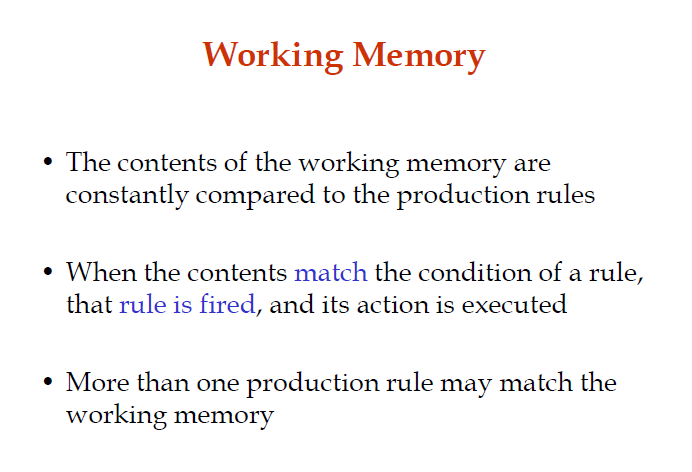 Working Memory
• The contents of the working memory are
constantly compared to the production rules
• When the contents match the condition of a rule,
that rule is fired, and its action is executed
• More than one production rule may match the
working memory